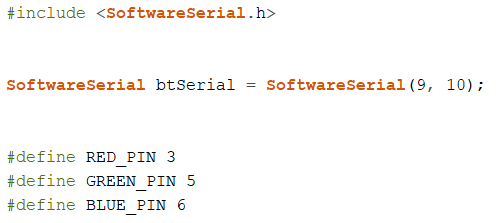 #include <SoftwareSerial.h>
SoftwareSerial btSerial = SoftwareSerial(9, 10);
#define RED_PIN 3
#define GREEN_PIN 5
#define BLUE_PIN 6